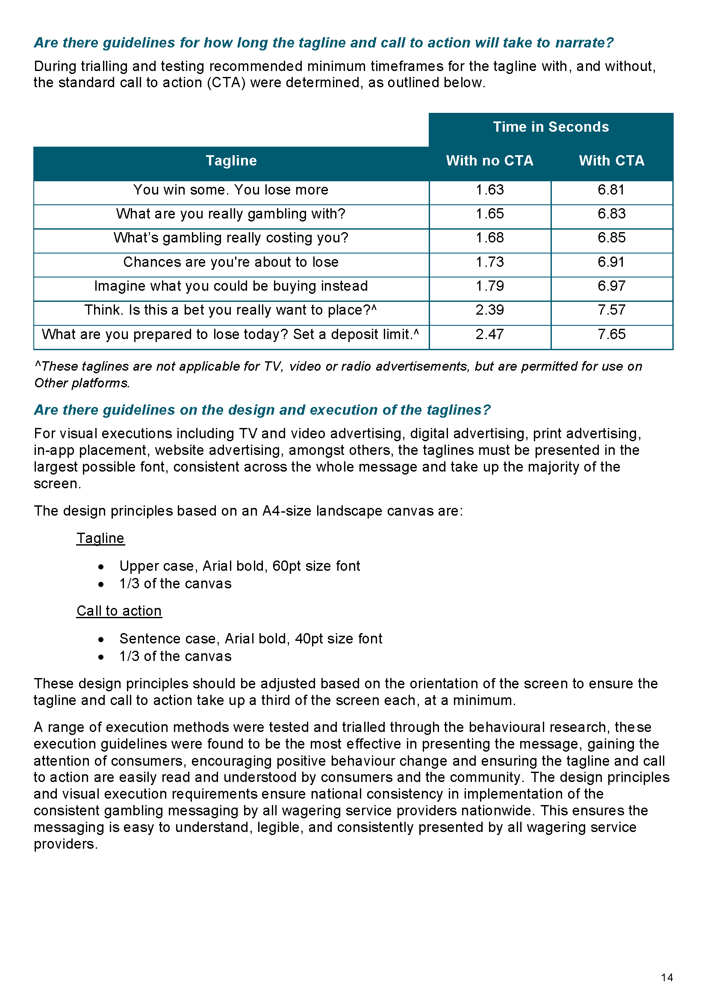 Are there guidelines for how long the tagline and call to action will take to narrate?
During trialling and testing recommended minimum timeframes for the tagline with, and without,
the standard call to action (CTA) were determined, as outlined below.
Time in Seconds
Tagline With no CTA With CTA
You win some. You lose more 1.63 6.81
What are you really gambling with? 1.65 6.83
What’s gambling really costing you? 1.68 6.85
Chances are you're about to lose 1.73 6.91
Imagine what you could be buying instead 1.79 6.97
Think. Is this a bet you really want to place?^ 2.39 7.57
What are you prepared to lose today? Set a deposit limit.^ 2.47 7.65
^These taglines are not applicable for TV, video or radio advertisements, but are permitted for use on
Other platforms.
Are there guidelines on the design and execution of the taglines?
For visual executions including TV and video advertising, digital advertising, print advertising,
in-app placement, website advertising, amongst others, the taglines must be presented in the
largest possible font, consistent across the whole message and take up the majority of the
screen.
The design principles based on an A4-size landscape canvas are:
Tagline
• Upper case, Arial bold, 60pt size font
• 1/3 of the canvas
Call to action
• Sentence case, Arial bold, 40pt size font
• 1/3 of the canvas
These design principles should be adjusted based on the orientation of the screen to ensure the
tagline and call to action take up a third of the screen each, at a minimum.
A range of execution methods were tested and trialled through the behavioural research, these
execution guidelines were found to be the most effective in presenting the message, gaining the
attention of consumers, encouraging positive behaviour change and ensuring the tagline and call
to action are easily read and understood by consumers and the community. The design principles
and visual execution requirements ensure national consistency in implementation of the
consistent gambling messaging by all wagering service providers nationwide. This ensures the
messaging is easy to understand, legible, and consistently presented by all wagering service
providers.
14